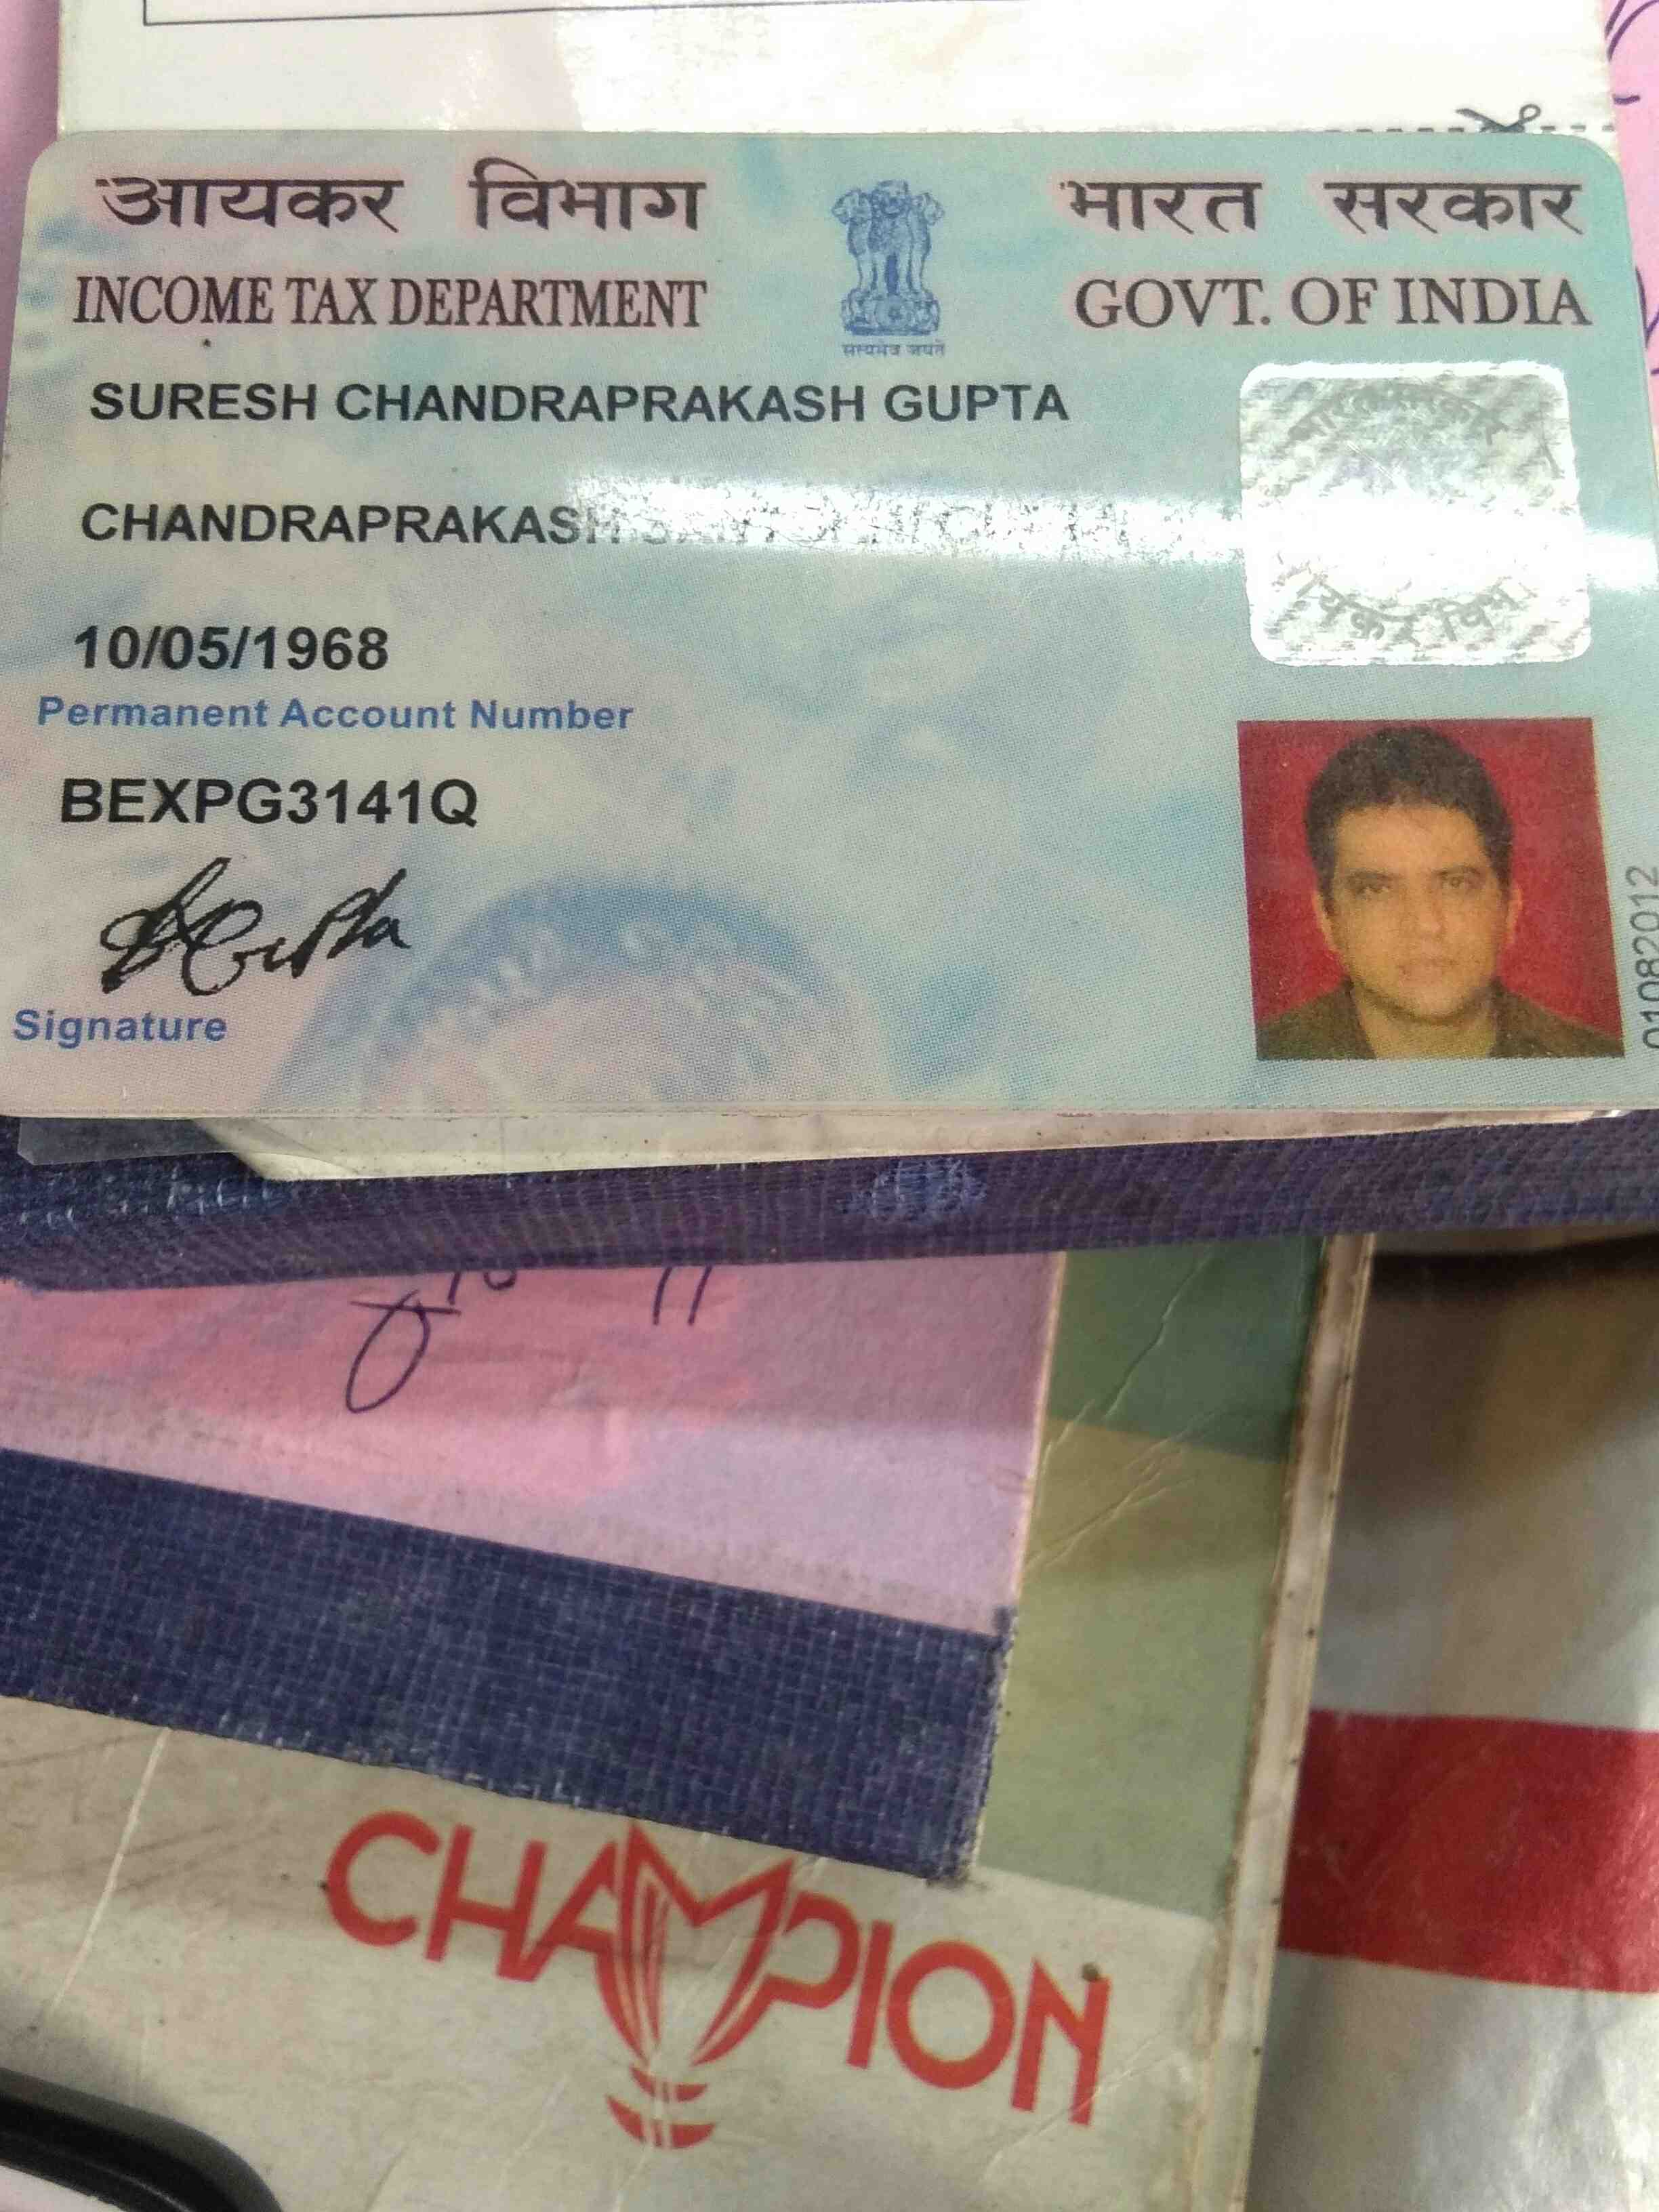 आयकर विभाग
INCOME TAX DEPARTMENT
सत्यमेव जयते
भारत सरकार
GOVT. OF INDIA
SURESH CHANDRAPRAKASH GUPTA
CHANDRAPRAKASH
10/05/1968
Permanent Account Number
BEXPG3141Q
Gupta
Signature
01082012
CHAMPION